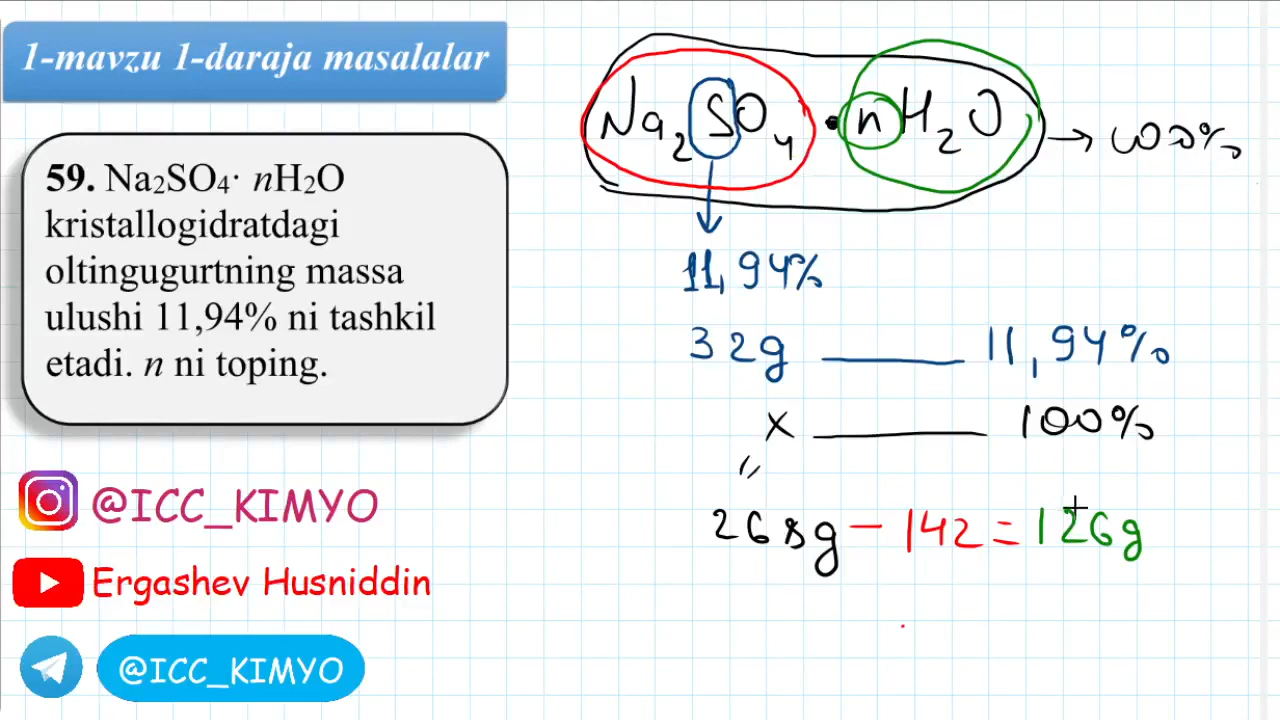 1-mavzu 1-daraja masalalar
59. Na₂SO₄· nH₂O
kristallogidratdagi
oltingugurtning massa
ulushi 11,94% ni tashkil
etadi. n ni toping.
@ICC_KIMYO
Ergashev Husniddin
@ICC_KIMYO
Na₂SO₄ · nH₂O → 100%
11,94%
32g — 11,94%
x — 100%
268g - 142 = 126g